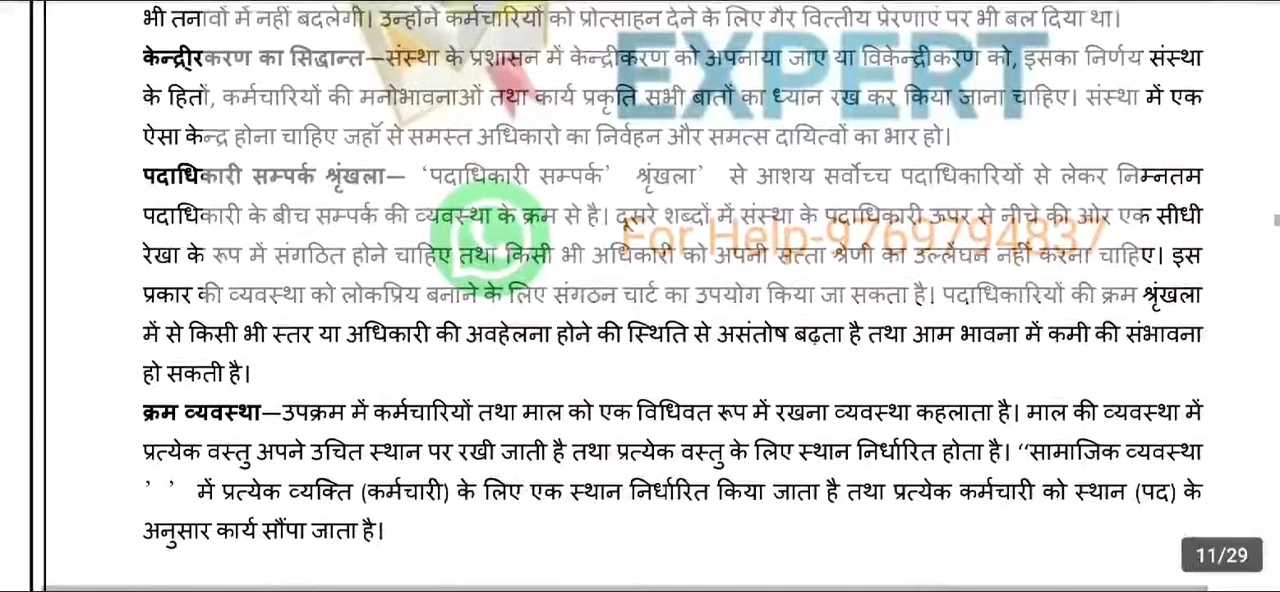 भी तनावों में नहीं बदलेगी। उन्होंने कर्मचारियों को प्रोत्साहन देने के लिए गैर वित्तीय प्रेरणाएं पर भी बल दिया था।
केन्द्रीरकरण का सिद्धान्त—संस्था के प्रशासन में केन्द्रीकरण को अपनाया जाए या विकेन्द्रीकरण को, इसका निर्णय संस्था
के हितों, कर्मचारियों की मनोभावनाओं तथा कार्य प्रकृति सभी बातों का ध्यान रख कर किया जाना चाहिए। संस्था में एक
ऐसा केन्द्र होना चाहिए जहाँ से समस्त अधिकारो का निर्वहन और समत्स दायित्वों का भार हो।
पदाधिकारी सम्पर्क श्रृंखला— ‘पदाधिकारी सम्पर्क’ श्रृंखला’ से आशय सर्वोच्च पदाधिकारियों से लेकर निम्नतम
पदाधिकारी के बीच सम्पर्क की व्यवस्था के क्रम से है। दूसरे शब्दों में संस्था के पदाधिकारी ऊपर से नीचे की ओर एक सीधी
रेखा के रूप में संगठित होने चाहिए तथा किसी भी अधिकारी को अपनी सत्ता श्रेणी का उल्लंघन नहीं करना चाहिए। इस
प्रकार की व्यवस्था को लोकप्रिय बनाने के लिए संगठन चार्ट का उपयोग किया जा सकता है। पदाधिकारियों की क्रम श्रृंखला
में से किसी भी स्तर या अधिकारी की अवहेलना होने की स्थिति से असंतोष बढ़ता है तथा आम भावना में कमी की संभावना
हो सकती है।
क्रम व्यवस्था—उपक्रम में कर्मचारियों तथा माल को एक विधिवत रूप में रखना व्यवस्था कहलाता है। माल की व्यवस्था में
प्रत्येक वस्तु अपने उचित स्थान पर रखी जाती है तथा प्रत्येक वस्तु के लिए स्थान निर्धारित होता है। “सामाजिक व्यवस्था
’ ’ में प्रत्येक व्यक्ति (कर्मचारी) के लिए एक स्थान निर्धारित किया जाता है तथा प्रत्येक कर्मचारी को स्थान (पद) के
अनुसार कार्य सौंपा जाता है।
EXPERT
For Help-9769794837
11/29